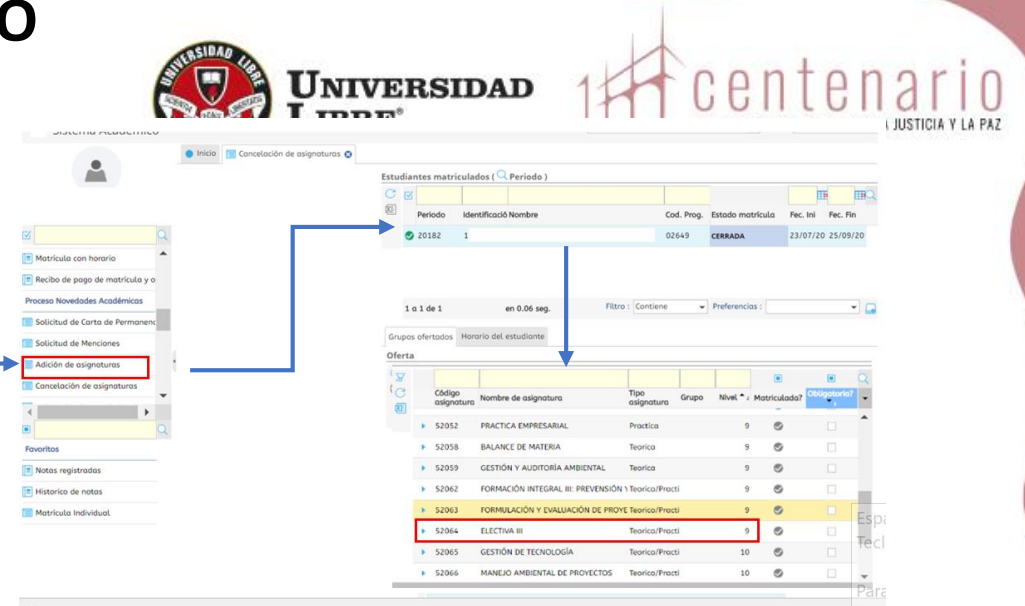 O
UNIVERSIDAD
LIBRE®
centenario
JUSTICIA Y LA PAZ
Sistema Académico
Inicio
Cancelación de asignaturas
Matricula con horario
Recibo de pago de matrícula y o
Proceso Novedades Académicas
Solicitud de Carta de Permanenc
Solicitud de Menciones
Adición de asignaturas
Cancelación de asignaturas
Favoritos
Notas registradas
Historico de notas
Matrícula Individual
Estudiantes matriculados ( Periodo )
Periodo Identificació Nombre Cod. Prog. Estado matrícula Fec. Ini Fec. Fin
20182 1 02649 CERRADA 23/07/20 25/09/20
1 a 1 de 1 en 0.06 seg. Filtro : Contiene Preferencias :
Grupos ofertados Horario del estudiante
Oferta
Código asignatura Nombre de asignatura Tipo asignatura Grupo Nivel Matriculada? Obligatoria?
52052 PRACTICA EMPRESARIAL Practica 9
52058 BALANCE DE MATERIA Teorica 9
52059 GESTIÓN Y AUDITORÍA AMBIENTAL Teorica 9
52062 FORMACIÓN INTEGRAL III: PREVENSIÓN Y Teorico/Practi 9
52063 FORMULACIÓN Y EVALUACIÓN DE PROYE Teorico/Practi 9
52064 ELECTIVA III Teorico/Practi 9
52065 GESTIÓN DE TECNOLOGÍA Teorico/Practi 10
52066 MANEJO AMBIENTAL DE PROYECTOS Teorico/Practi 10
Espa
Tecl
Para